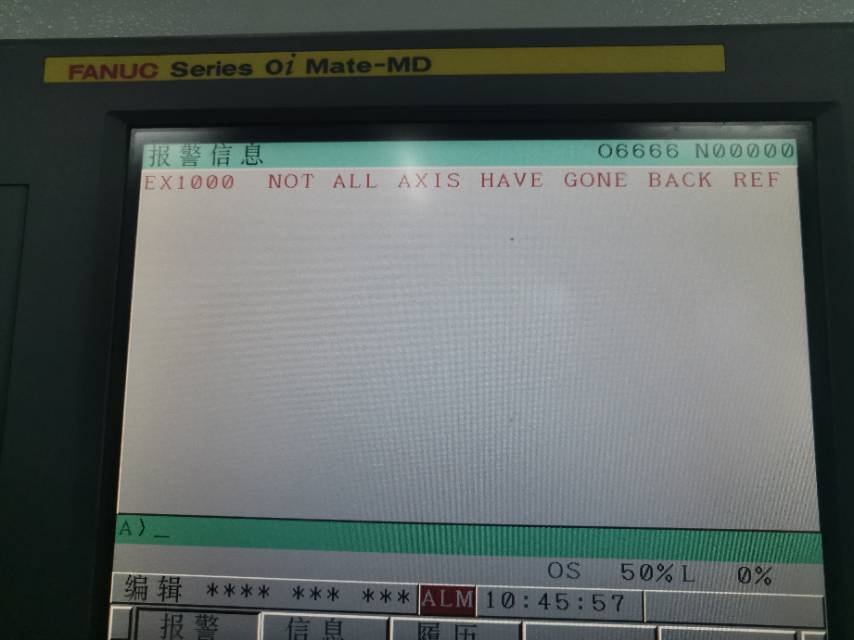 FANUC Series 0i Mate-MD
报警信息 O6666 N00000
EX1000 NOT ALL AXIS HAVE GONE BACK REF
A)_
OS 50% L 0%
编辑 **** *** *** ALM 10:45:57
报警 信息 履历